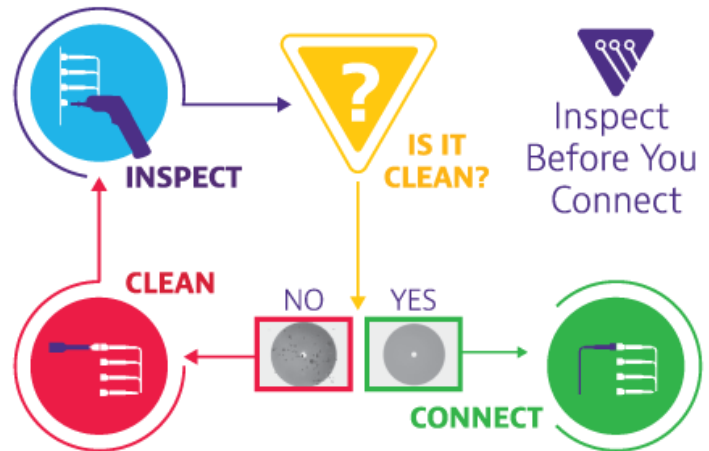 INSPECT
?
IS IT
CLEAN?
Inspect
Before You
Connect
CLEAN
NO
YES
CONNECT